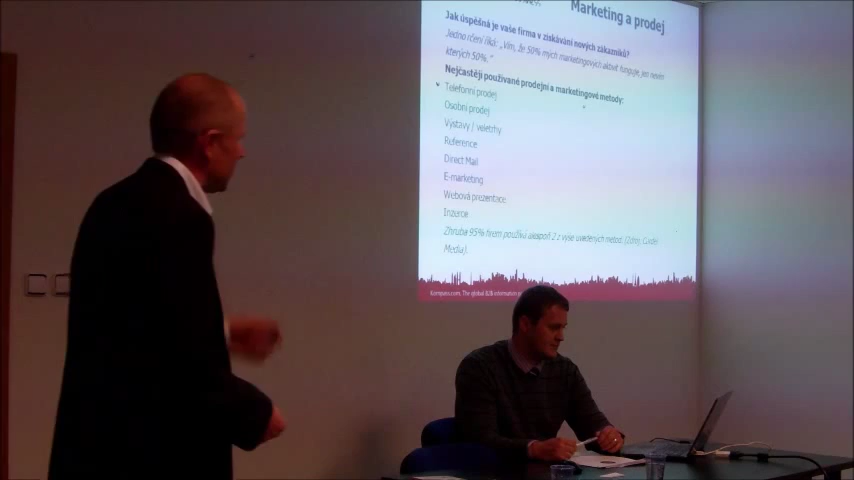 Marketing a prodej
Jak úspěšná je vaše firma v získávání nových zákazníků?
Jedno rčení říká: „Vím, že 50% mých marketingových aktivit funguje, jen nevím
kterých 50%.“
Nejčastěji používané prodejní a marketingové metody:
Telefonní prodej
Osobní prodej
Výstavy / veletrhy
Reference
Direct Mail
E-marketing
Webová prezentace
Inzerce
Zhruba 95% firem používá alespoň 2 z výše uvedených metod. (Zdroj:
Media).
Kompass.com, The global B2B information